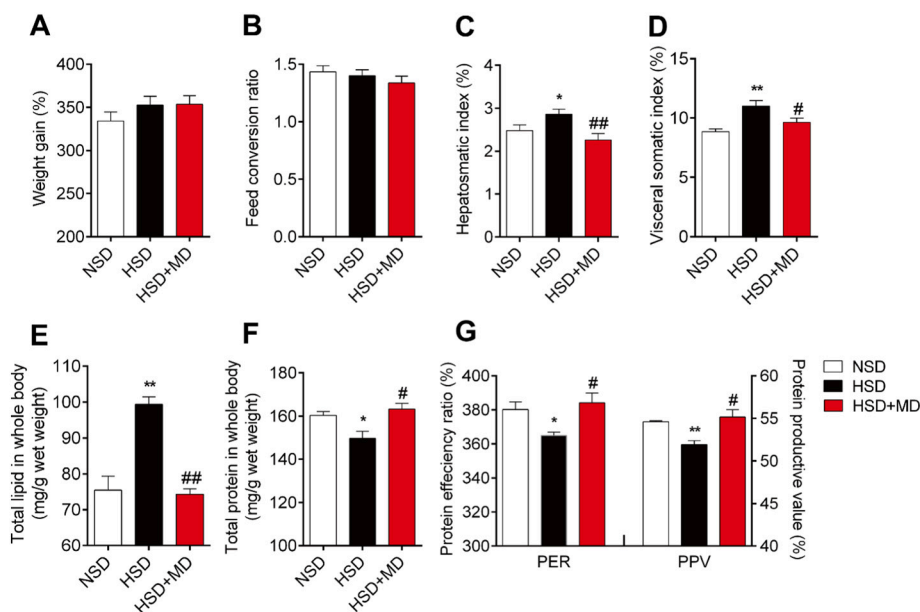 A
Weight gain (%)
400
350
300
250
200
NSD
HSD
HSD+MD
B
Feed conversion ratio
1.5
1.0
0.5
0.0
NSD
HSD
HSD+MD
C
Hepatosmatic index (%)
4
3
2
1
0
*
##
NSD
HSD
HSD+MD
D
Visceral somatic index (%)
15
10
5
0
**
#
NSD
HSD
HSD+MD
E
Total lipid in whole body
(mg/g wet weight)
110
100
90
80
70
60
**
##
NSD
HSD
HSD+MD
F
Total protein in whole body
(mg/g wet weight)
180
160
140
120
100
*
#
NSD
HSD
HSD+MD
G
Protein effeciency ratio (%)
400
380
360
340
320
300
*
#
**
#
PER
PPV
60
55
50
45
40
Protein productive value (%)
NSD
HSD
HSD+MD